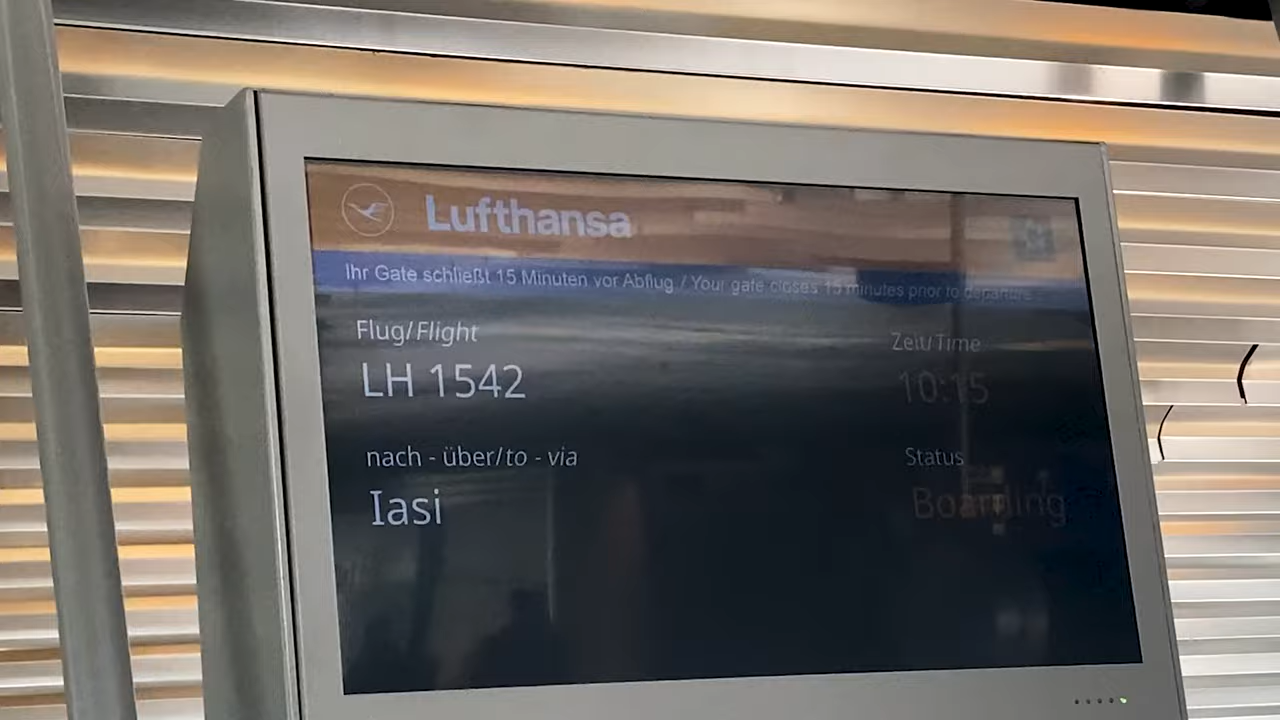 Lufthansa
Ihr Gate schließt 15 Minuten vor Abflug / Your gate closes 15 minutes prior to departure
Flug/Flight
Zeit/Time
LH 1542
10:15
nach - über/to - via
Status
Iasi
Boarding